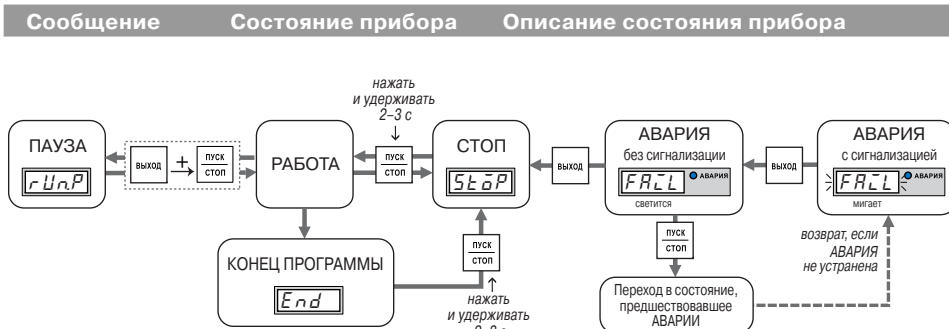 Сообщение Состояние прибора Описание состояния прибора
нажать
и удерживать
2–3 с
↓
ПАУЗА
rUn.P
ВЫХОД
+
→
ПУСК
СТОП
РАБОТА
ПУСК
СТОП
СТОП
StoP
ВЫХОД
АВАРИЯ
без сигнализации
FAiL
АВАРИЯ
светится
ВЫХОД
АВАРИЯ
с сигнализацией
FAiL
АВАРИЯ
мигает
КОНЕЦ ПРОГРАММЫ
End
ПУСК
СТОП
↑
нажать
и удерживать
2–3 с
ПУСК
СТОП
Переход в состояние,
предшествовавшее
АВАРИИ
возврат, если
АВАРИЯ
не устранена